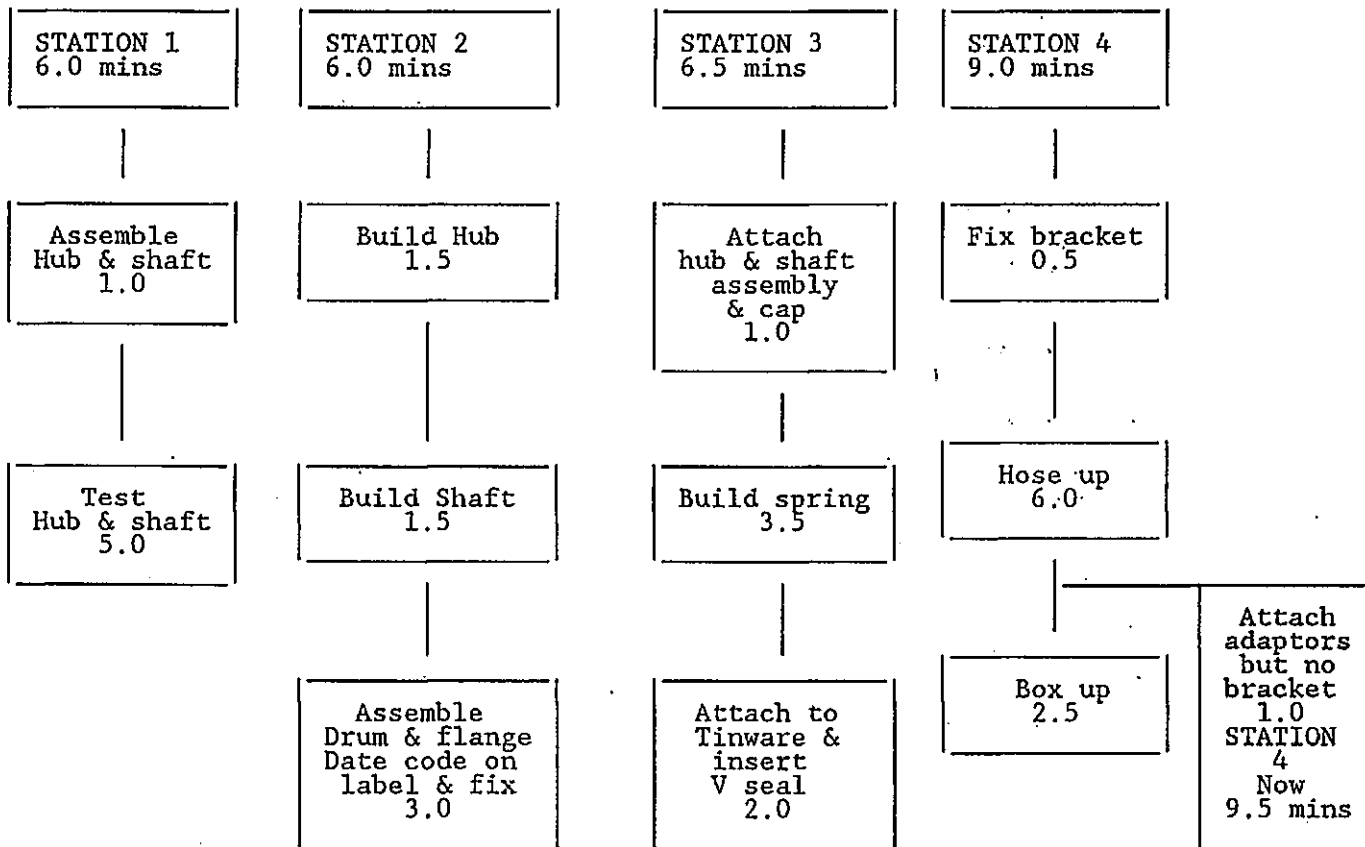 STATION 1
6.0 mins
Assemble
Hub & shaft
1.0
Test
Hub & shaft
5.0
STATION 2
6.0 mins
Build Hub
1.5
Build Shaft
1.5
Assemble
Drum & flange
Date code on
label & fix
3.0
STATION 3
6.5 mins
Attach
hub & shaft
assembly
& cap
1.0
Build spring
3.5
Attach to
Tinware &
insert
V seal
2.0
STATION 4
9.0 mins
Fix bracket
0.5
Hose up
6.0
Box up
2.5
Attach
adaptors
but no
bracket
1.0
STATION
4
Now
9.5 mins